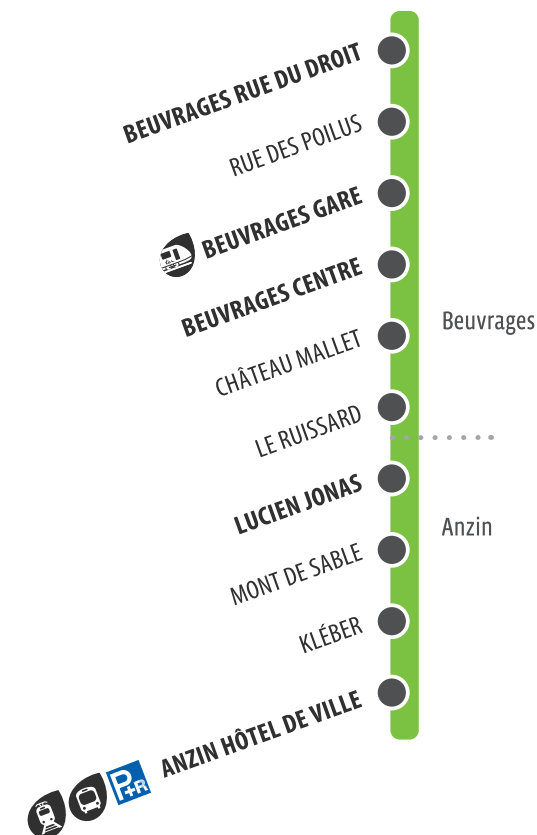 BEUVRAGES RUE DU DROIT
RUE DES POILUS
BEUVRAGES GARE
BEUVRAGES CENTRE
Beuvrages
CHÂTEAU MALLET
LE RUISSARD
LUCIEN JONAS
Anzin
MONT DE SABLE
KLÉBER
ANZIN HÔTEL DE VILLE
P+R